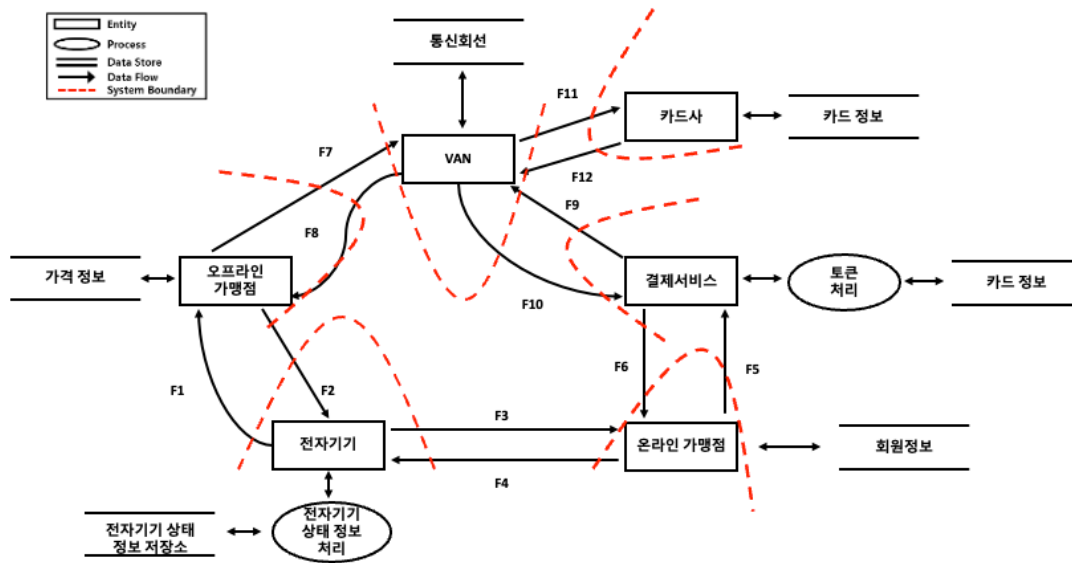 Entity
Process
Data Store
Data Flow
System Boundary
통신회선
F11
카드사
카드 정보
F7
VAN
F12
F9
F8
가격 정보
오프라인
가맹점
결제서비스
토큰
처리
카드 정보
F10
F1
F2
F6
F5
F3
전자기기
온라인 가맹점
회원정보
F4
전자기기 상태
정보 저장소
전자기기
상태 정보
처리